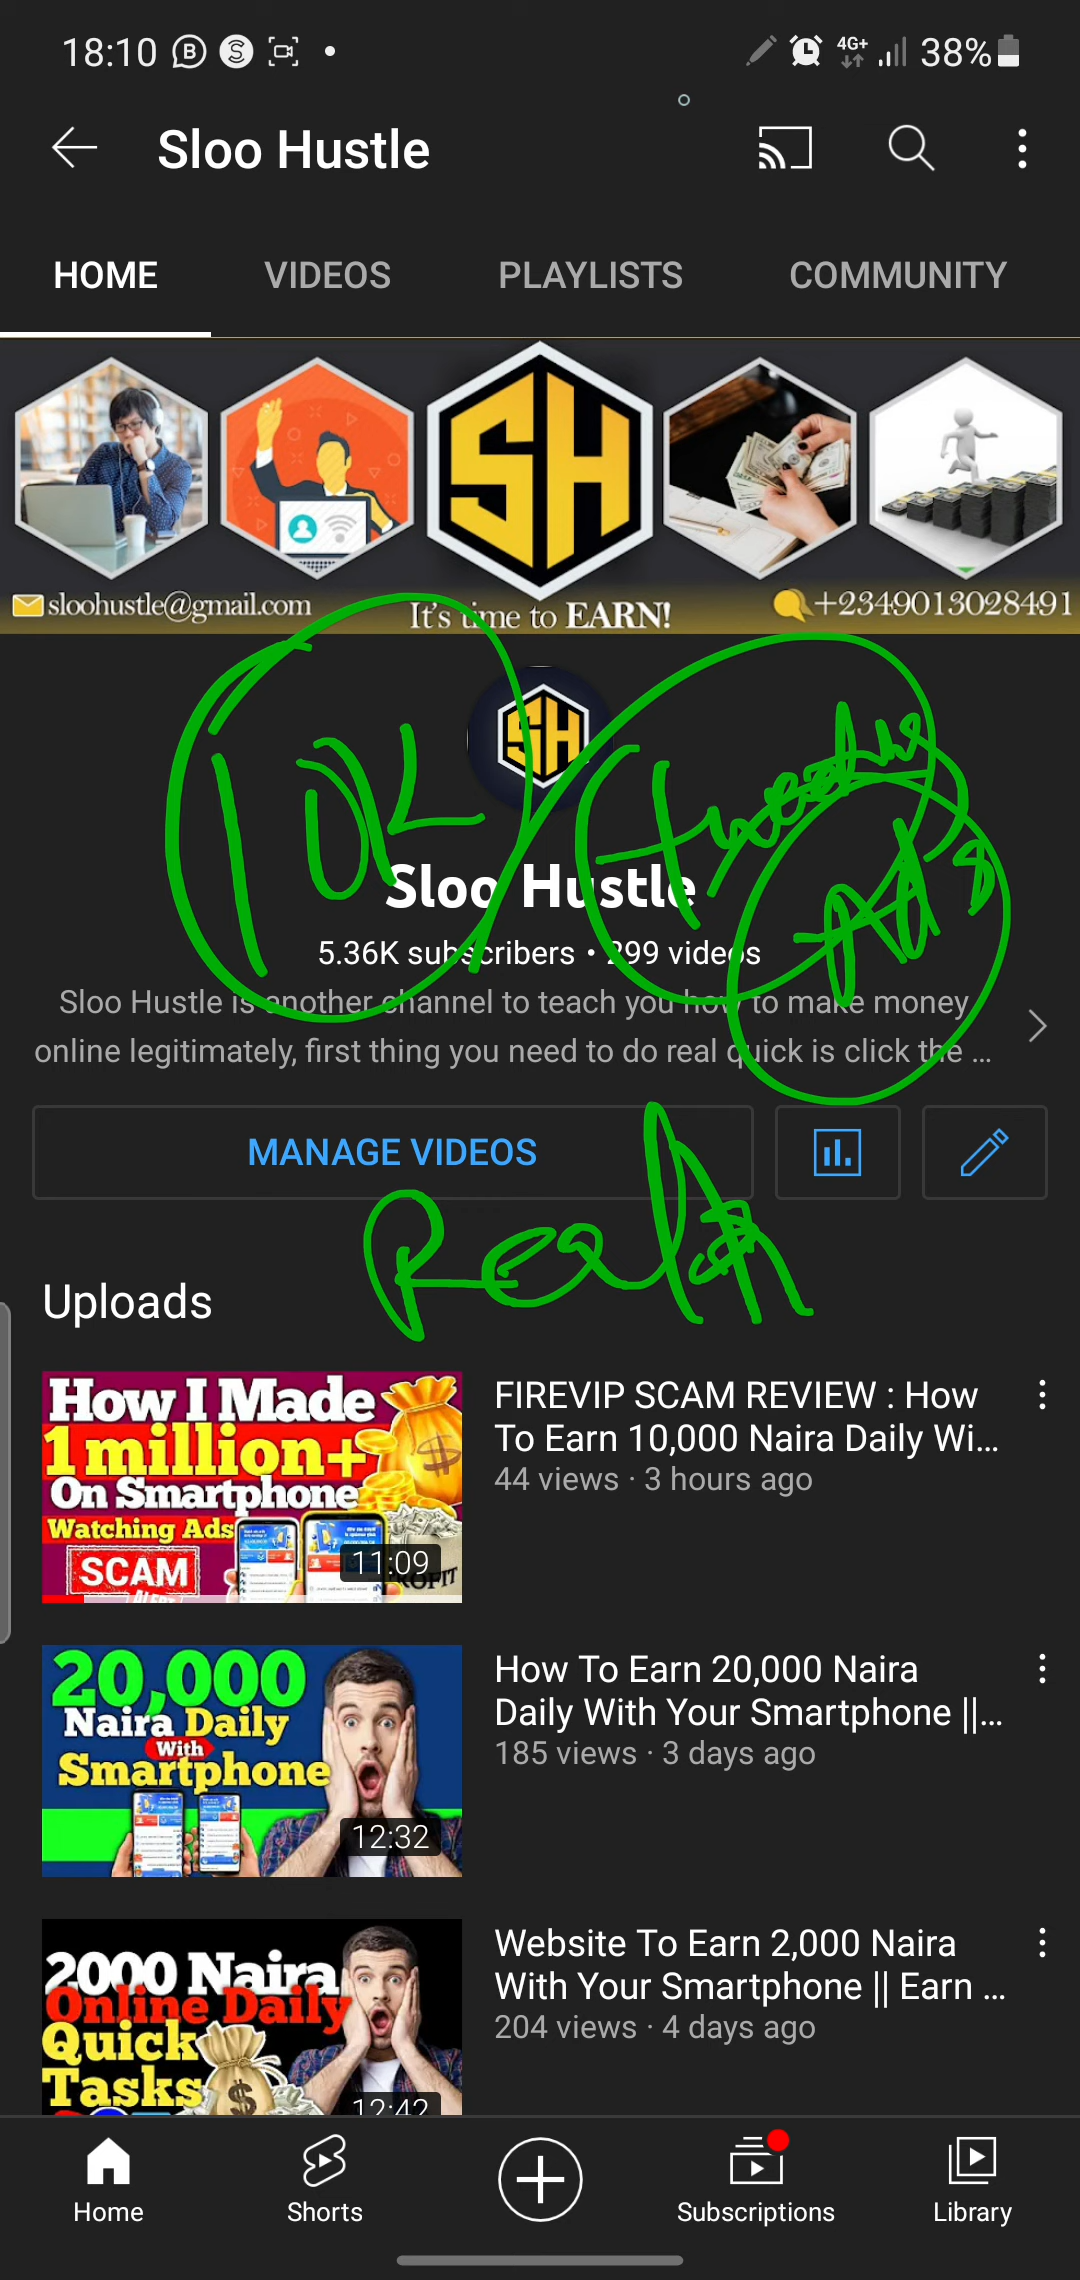 18:10
4G+ 38%
Sloo Hustle
HOME VIDEOS PLAYLISTS COMMUNITY
SH
sloohustle@gmail.com It's time to EARN! +2349013028491
10K
SH
Ad's
Sloo Hustle
5.36K subscribers • 299 videos
Sloo Hustle is another channel to teach you how to make money
online legitimately, first thing you need to do real quick is click the ...
MANAGE VIDEOS
Uploads
How I Made
1 million+
On Smartphone
Watching Ads
SCAM
11:09
PROFIT
FIREVIP SCAM REVIEW : How
To Earn 10,000 Naira Daily Wi...
44 views · 3 hours ago
20,000
Naira Daily
With
Smartphone
12:32
How To Earn 20,000 Naira
Daily With Your Smartphone ||...
185 views · 3 days ago
2000 Naira
Online Daily
Quick
Tasks
12:42
Website To Earn 2,000 Naira
With Your Smartphone || Earn ...
204 views · 4 days ago
Home Shorts Subscriptions Library